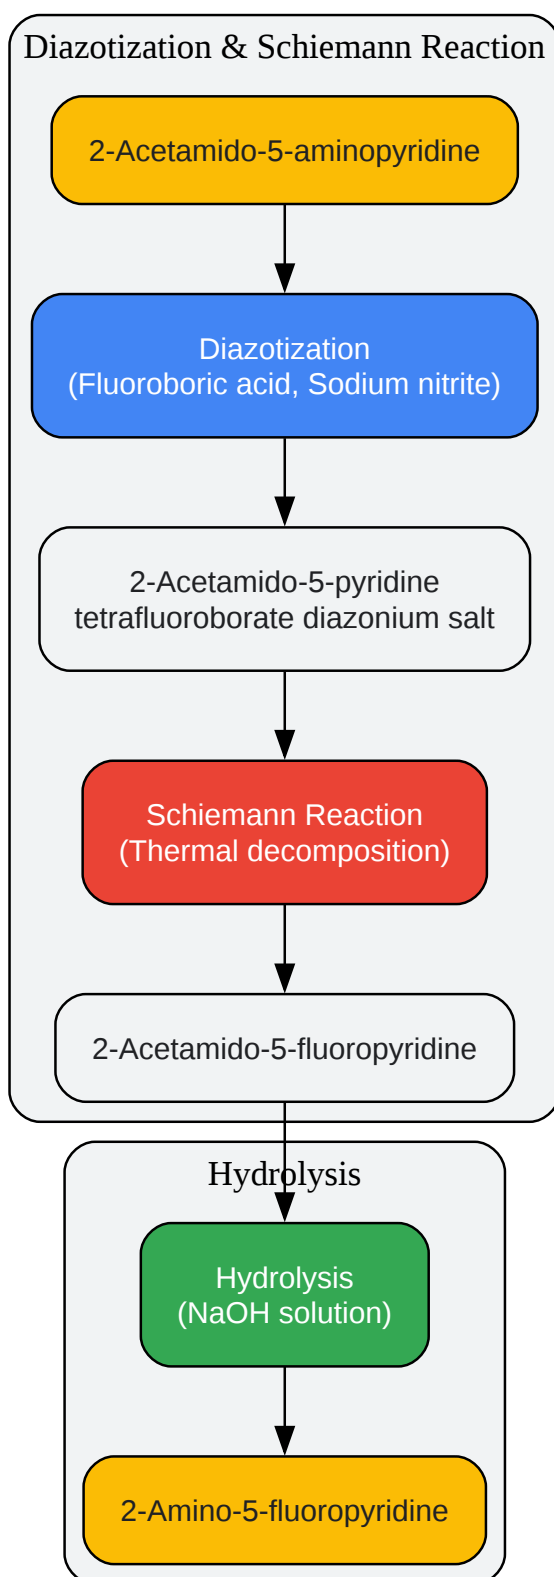 Diazotization & Schiemann Reaction
2-Acetamido-5-aminopyridine
Diazotization
(Fluoroboric acid, Sodium nitrite)
2-Acetamido-5-pyridine
tetrafluoroborate diazonium salt
Schiemann Reaction
(Thermal decomposition)
2-Acetamido-5-fluoropyridine
Hydrolysis
Hydrolysis
(NaOH solution)
2-Amino-5-fluoropyridine